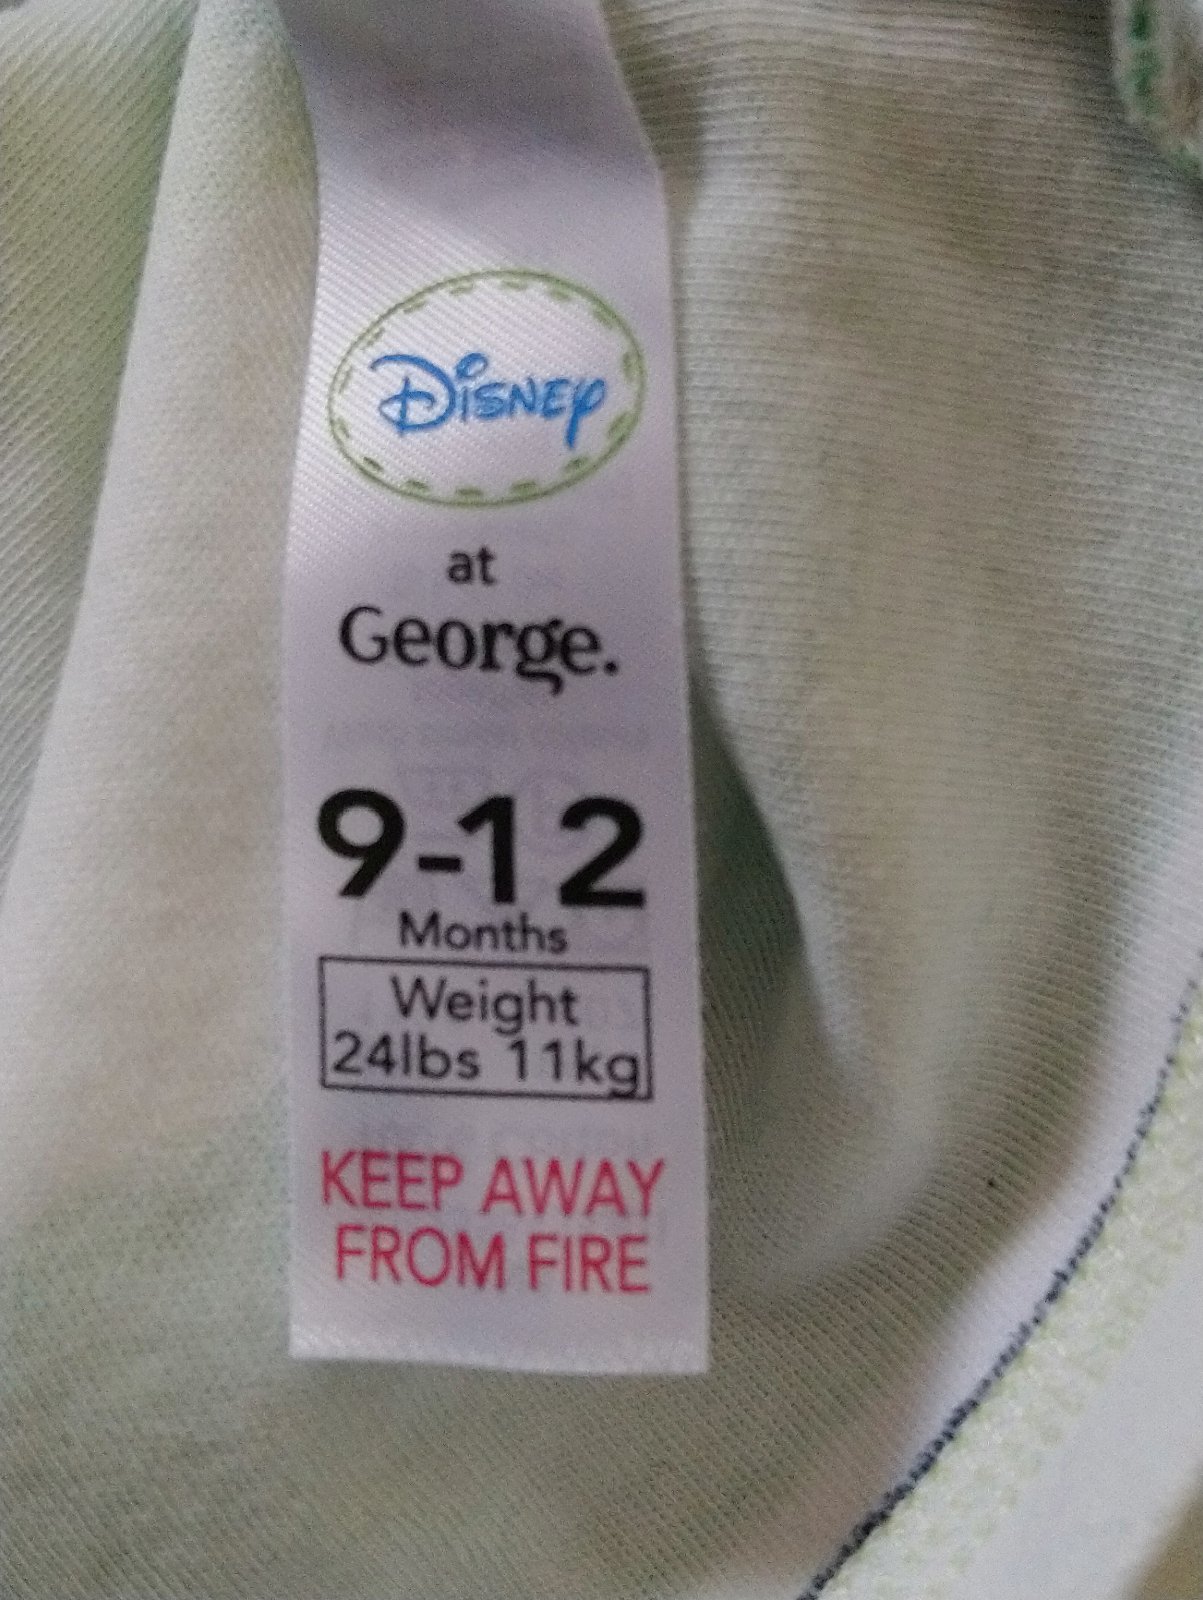 Disney
at
George.
9-12
Months
Weight
24lbs 11kg
KEEP AWAY
FROM FIRE